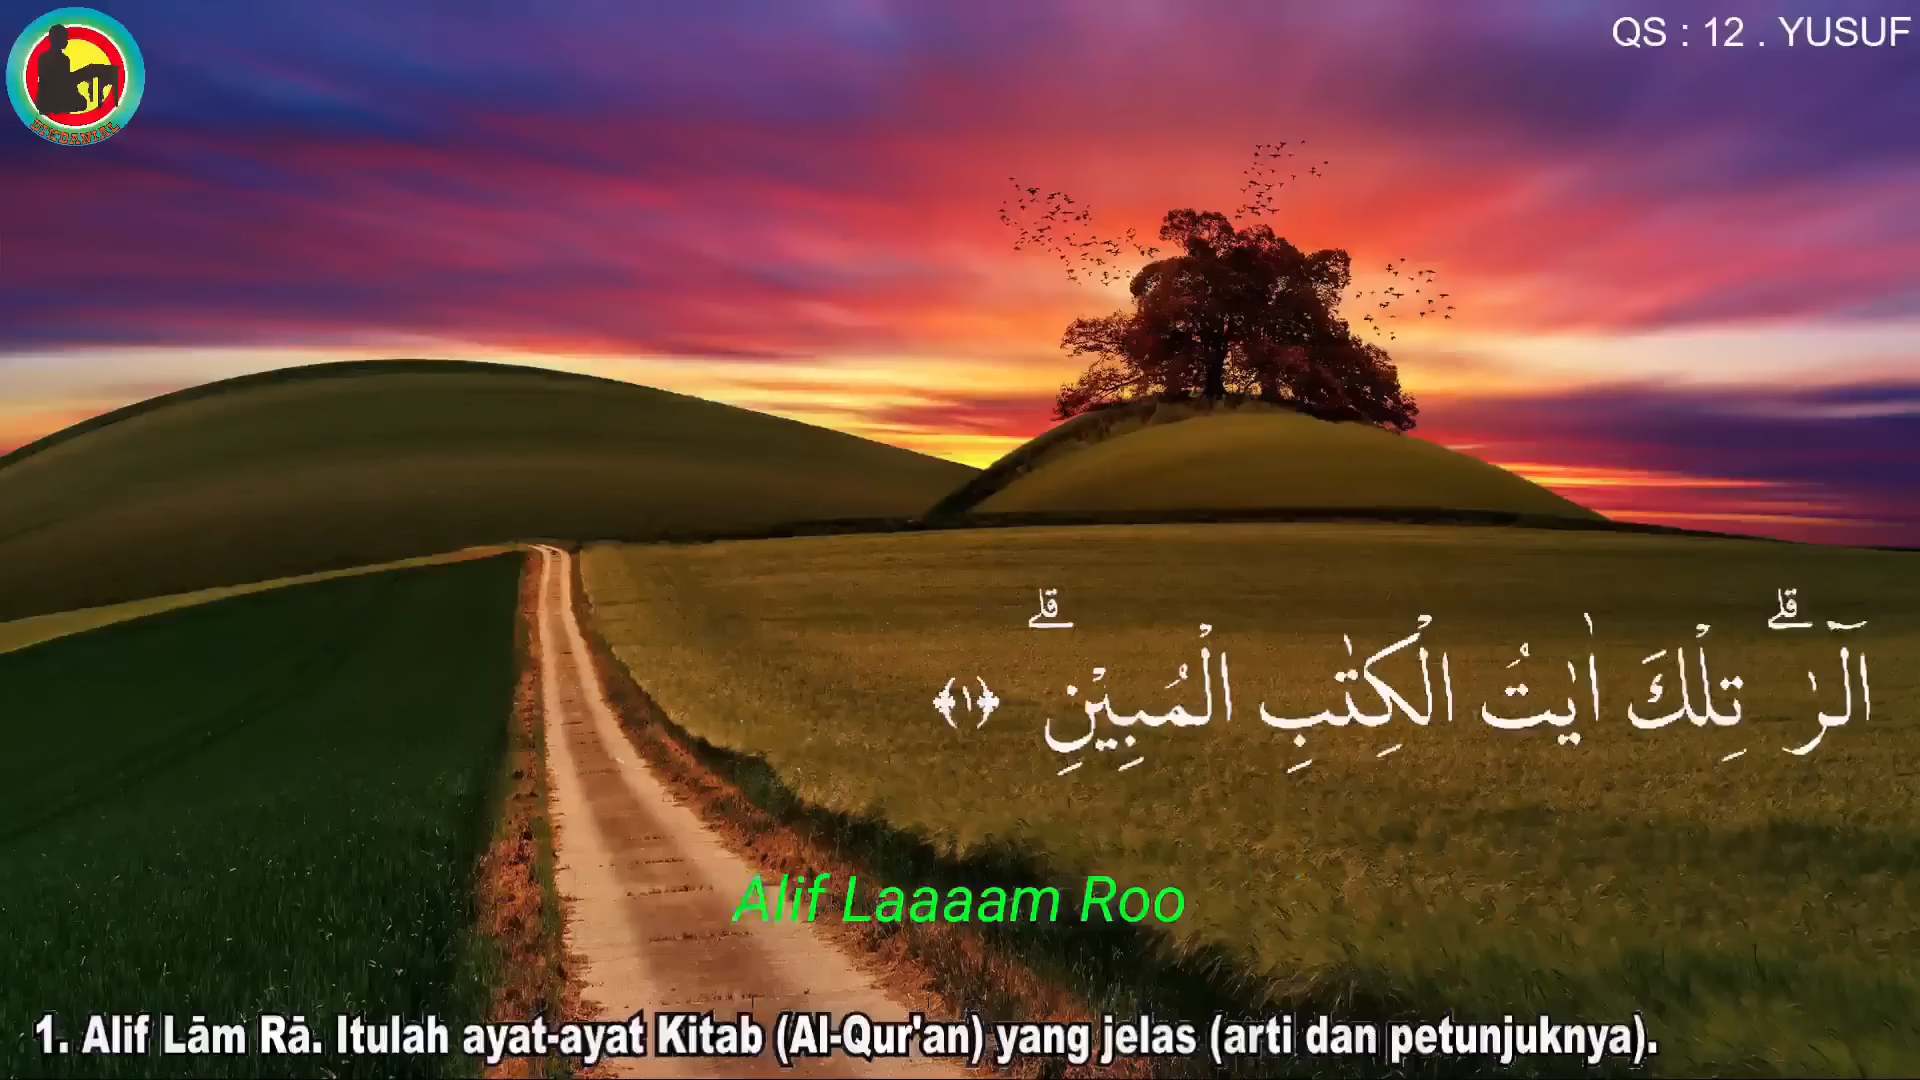 QS : 12 . YUSUF
DINDANIAL
الٓرٰ ۗ تِلْكَ اٰيٰتُ الْكِتٰبِ الْمُبِيْنِ ۗ ﴿١﴾
Alif Laaaam Roo
1. Alif Lām Rā. Itulah ayat-ayat Kitab (Al-Qur'an) yang jelas (arti dan petunjuknya).